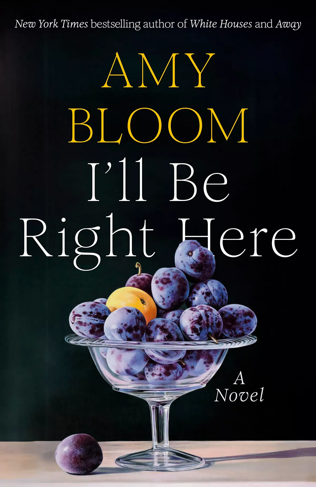 New York Times bestselling author of White Houses and Away
AMY
BLOOM
I’ll Be
Right Here
A
Novel